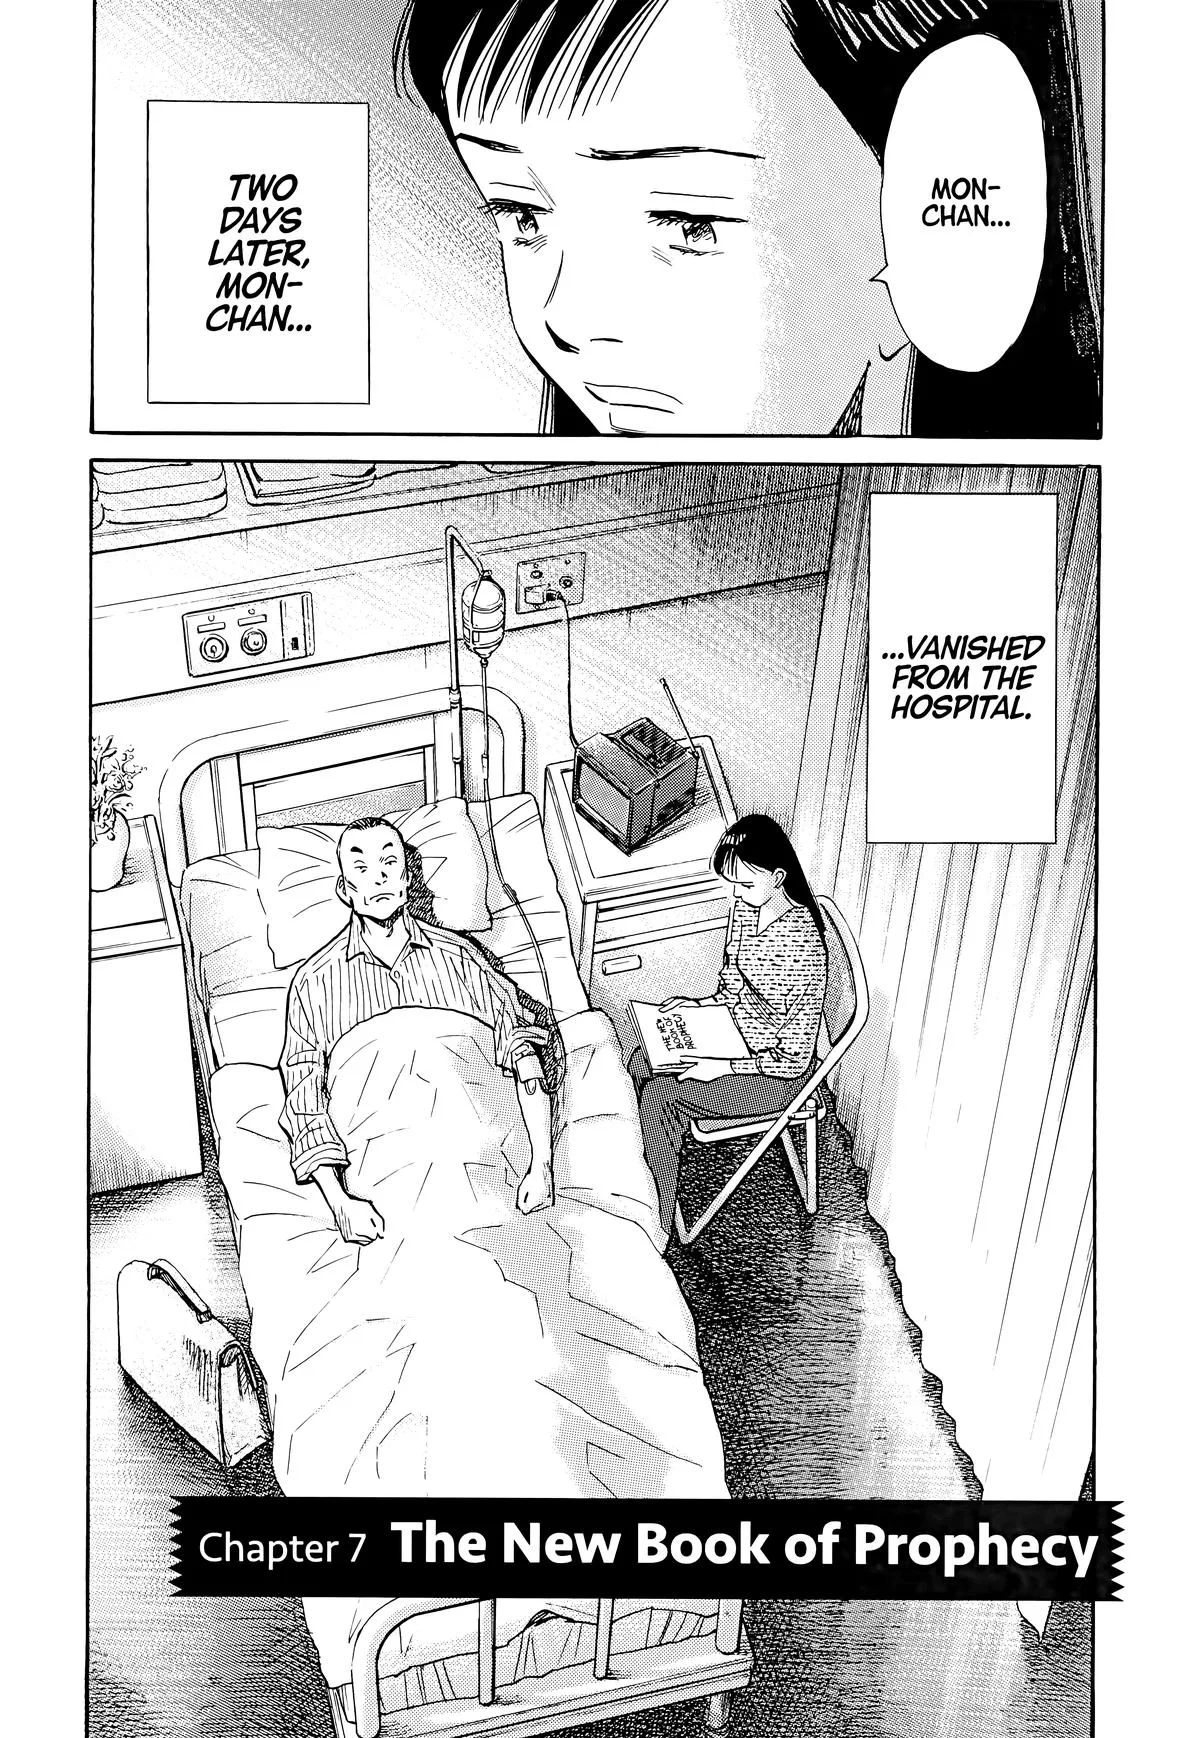 MON-
CHAN...
TWO
DAYS
LATER,
MON-
CHAN...
...VANISHED
FROM THE
HOSPITAL.
THE NEW
BOOK OF
PROPHECY
Chapter 7 The New Book of Prophecy